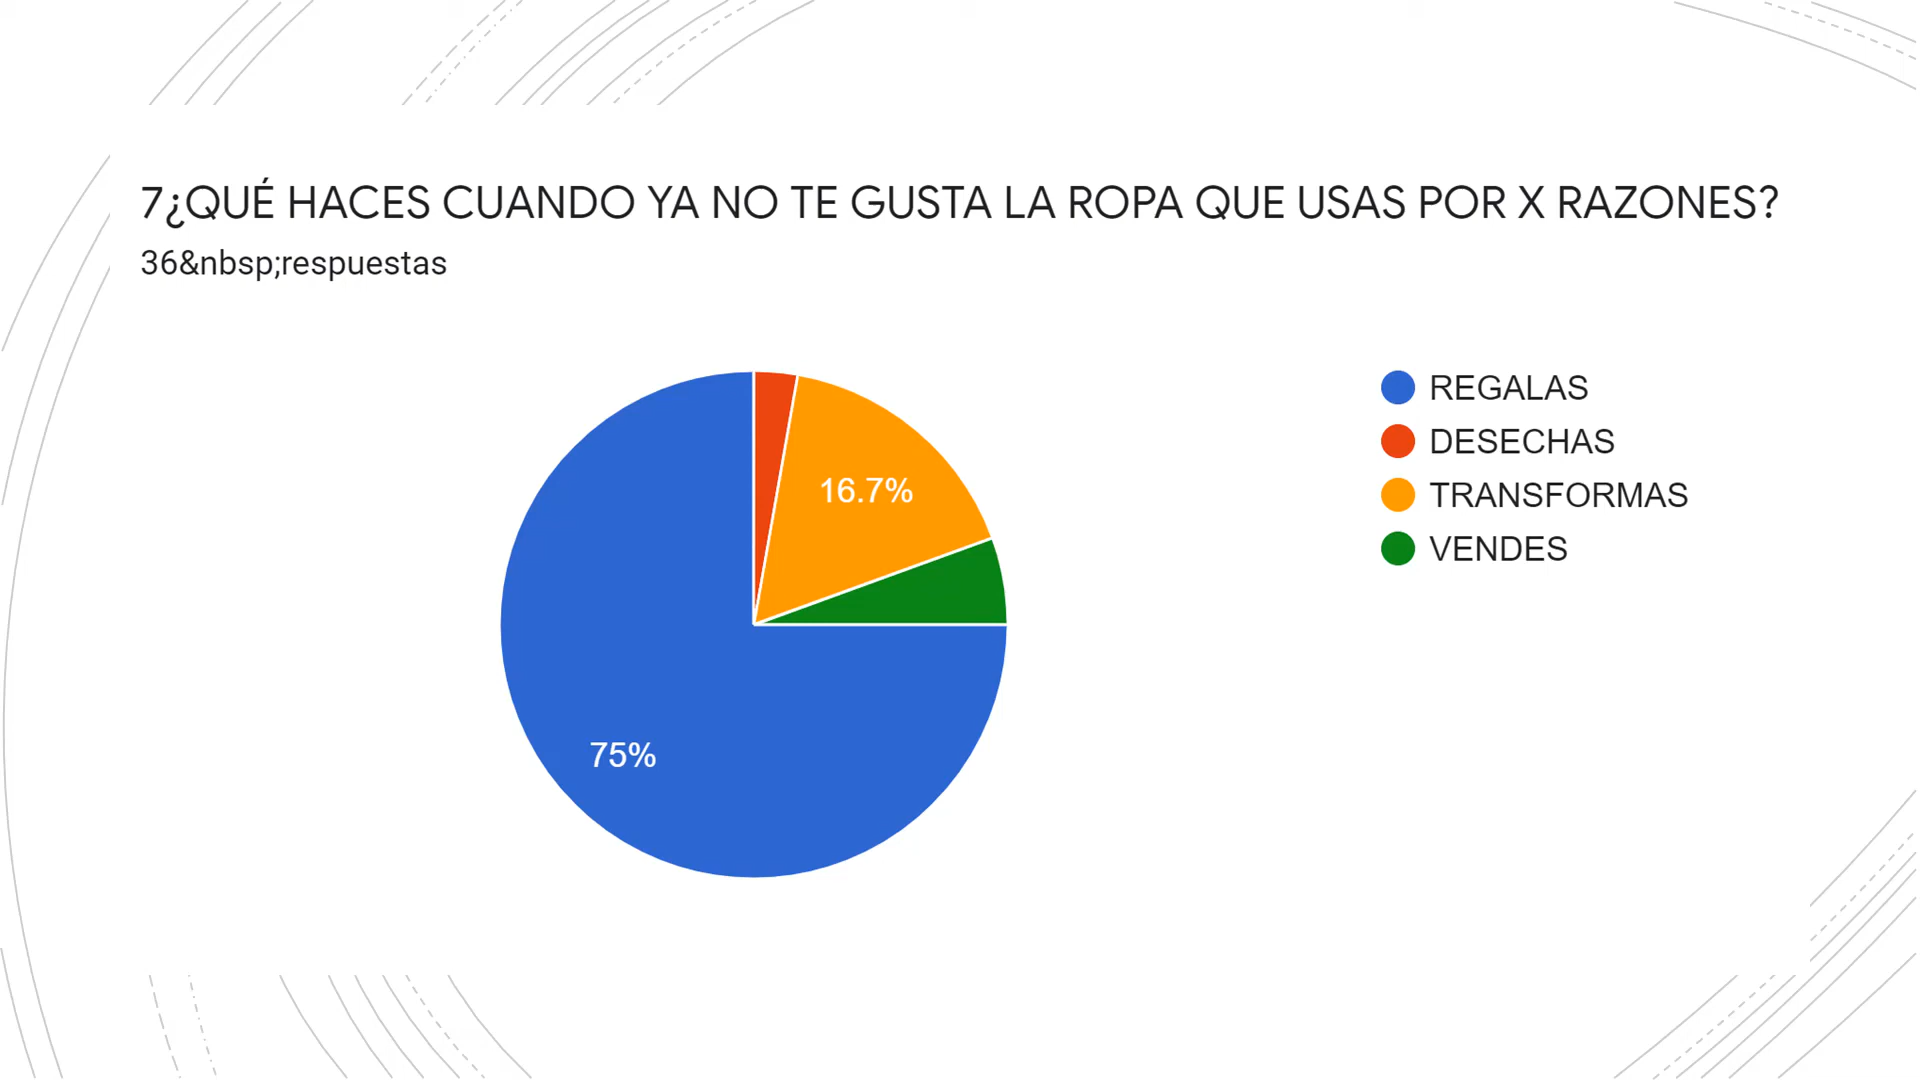 7¿QUÉ HACES CUANDO YA NO TE GUSTA LA ROPA QUE USAS POR X RAZONES?
36&nbsp;respuestas
REGALAS
DESECHAS
TRANSFORMAS
VENDES
16.7%
75%